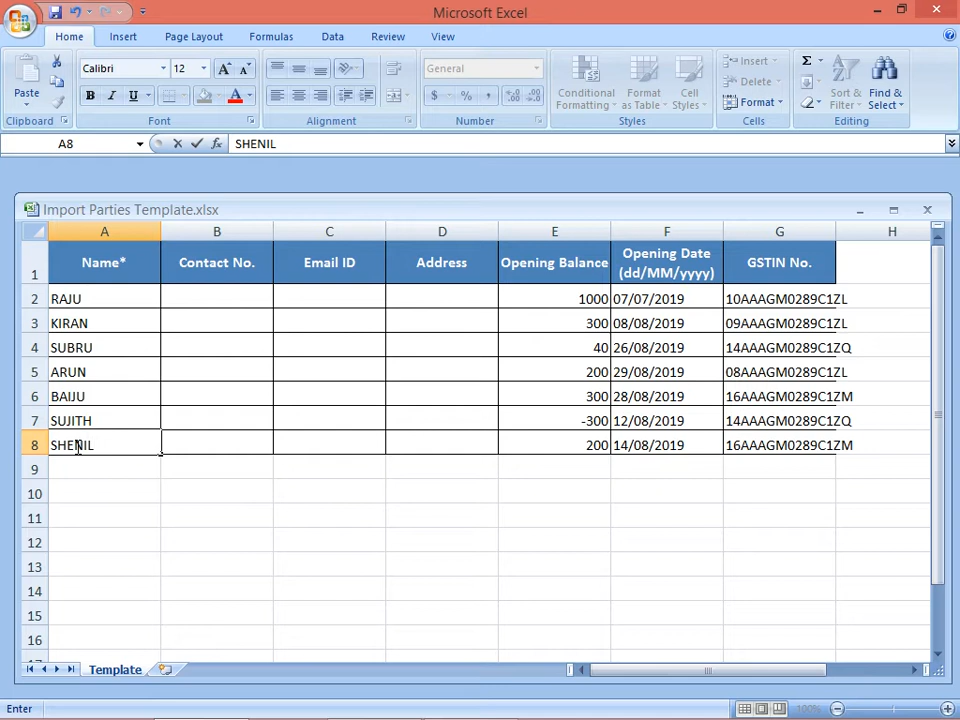 Microsoft Excel
Home Insert Page Layout Formulas Data Review View
Calibri 12 A A General Σ
Paste B I U A $ % , Conditional Formatting Format as Table Cell Styles Insert Delete Format Sort & Filter Find & Select
Clipboard Font Alignment Number Styles Cells Editing
A8 fx SHENIL
Import Parties Template.xlsx
A B C D E F G H
1 Name* Contact No. Email ID Address Opening Balance Opening Date (dd/MM/yyyy) GSTIN No.
2 RAJU 1000 07/07/2019 10AAAGM0289C1ZL
3 KIRAN 300 08/08/2019 09AAAGM0289C1ZL
4 SUBRU 40 26/08/2019 14AAAGM0289C1ZQ
5 ARUN 200 29/08/2019 08AAAGM0289C1ZL
6 BAIJU 300 28/08/2019 16AAAGM0289C1ZM
7 SUJITH -300 12/08/2019 14AAAGM0289C1ZQ
8 SHENIL 200 14/08/2019 16AAAGM0289C1ZM
9
10
11
12
13
14
15
16
17
Template
Enter 100%